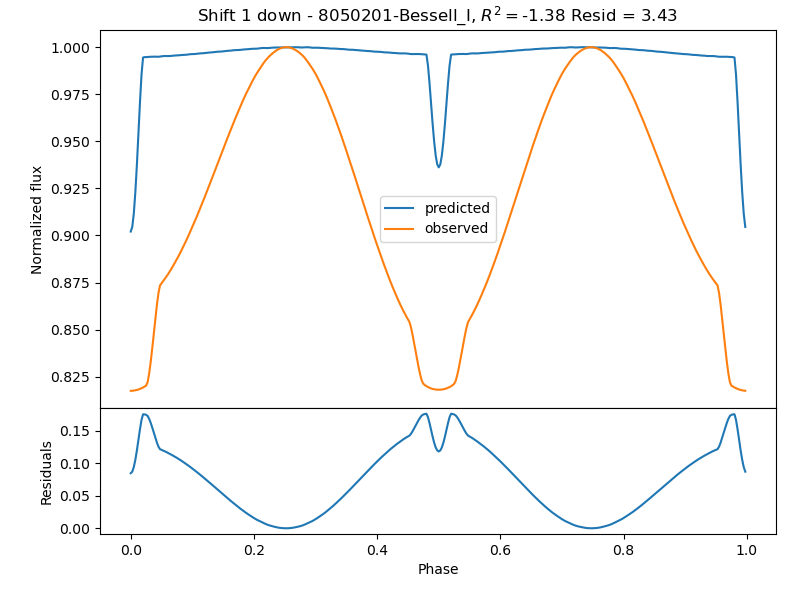 Shift 1 down - 8050201-Bessell_I, R² = -1.38 Resid = 3.43
1.000
0.975
0.950
0.925
0.900
0.875
0.850
0.825
Normalized flux
predicted
observed
0.15
0.10
0.05
0.00
Residuals
0.0 0.2 0.4 0.6 0.8 1.0
Phase